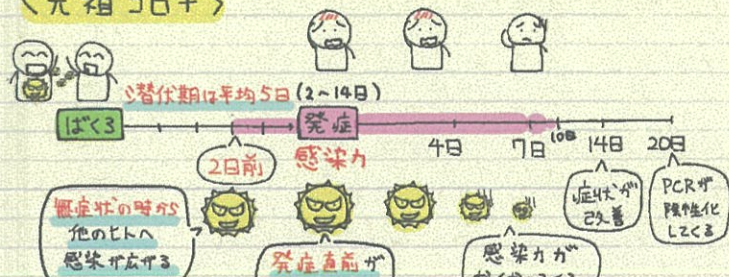 〈元祖コロナ〉
潜伏期は平均5日(2~14日)
ばくろ
発症
2日前
感染力
4日
7日
10日
14日
20日
無症状の時から
他のヒトへ
感染が広がる
発症直前が
感染力が
症状が
改善
PCRが
陰性化
してくる